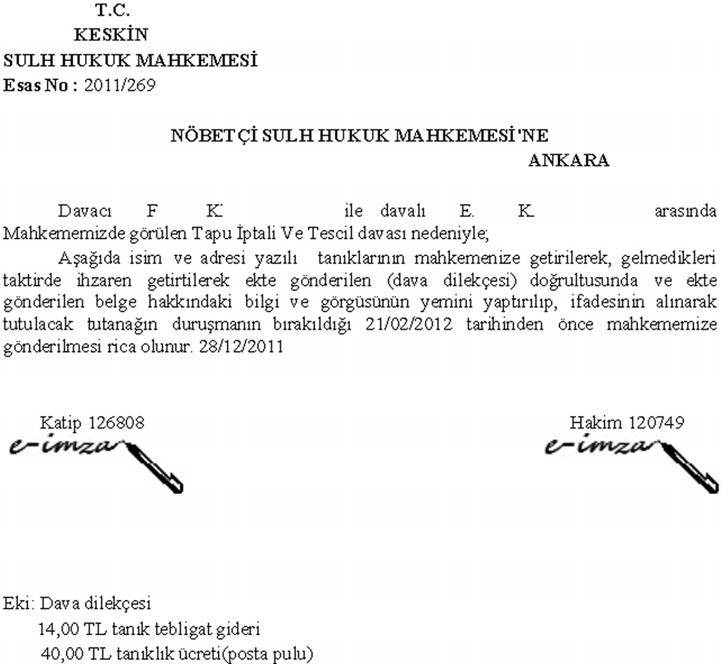 T.C.
KESKİN
SULH HUKUK MAHKEMESİ
Esas No : 2011/269
NÖBETÇİ SULH HUKUK MAHKEMESİ'NE
ANKARA
Davacı F K. ile davalı E. K. arasında
Mahkememizde görülen Tapu İptali Ve Tescil davası nedeniyle;
Aşağıda isim ve adresi yazılı tanıklarının mahkemenize getirilerek, gelmedikleri
taktirde ihzaren getirtilerek ekte gönderilen (dava dilekçesi) doğrultusunda ve ekte
gönderilen belge hakkındaki bilgi ve görgüsünün yemini yaptırılıp, ifadesinin alınarak
tutulacak tutanağın duruşmanın bırakıldığı 21/02/2012 tarihinden önce mahkememize
gönderilmesi rica olunur. 28/12/2011
Katip 126808 Hakim 120749
e-imza e-imza
Eki: Dava dilekçesi
14,00 TL tanık tebligat gideri
40,00 TL tanıklık ücreti(posta pulu)